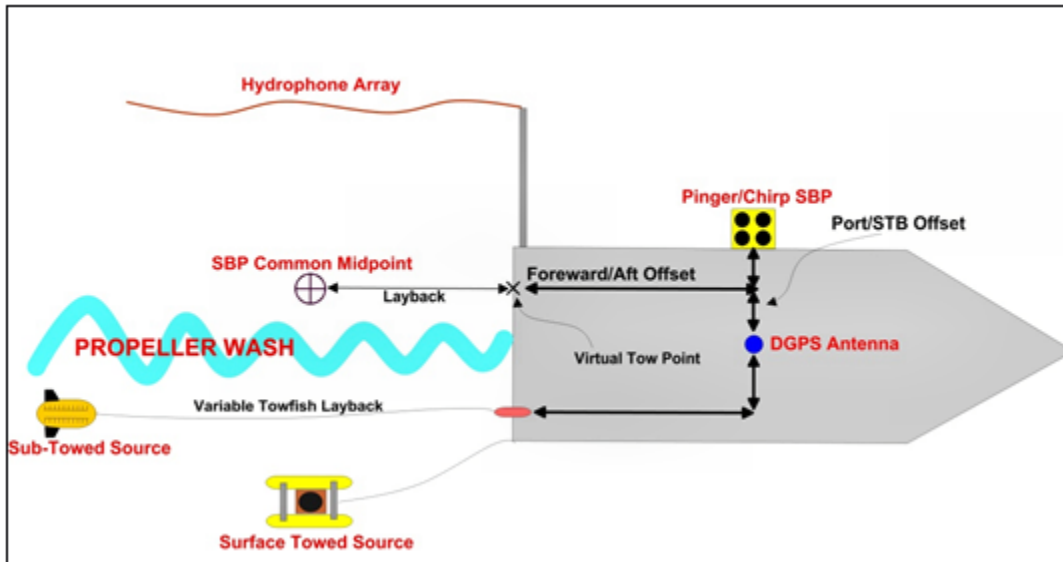 Hydrophone Array
Pinger/Chirp SBP
Port/STB Offset
SBP Common Midpoint
Foreward/Aft Offset
Layback
PROPELLER WASH
Virtual Tow Point
DGPS Antenna
Variable Towfish Layback
Sub-Towed Source
Surface Towed Source